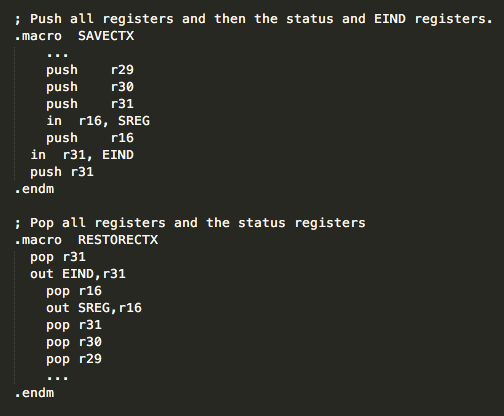 ; Push all registers and then the status and EIND registers.
.macro  SAVECTX
    ...
    push    r29
    push    r30
    push    r31
    in  r16, SREG
    push    r16
  in  r31, EIND
  push r31
.endm

; Pop all registers and the status registers
.macro  RESTORECTX
  pop r31
  out EIND,r31
    pop r16
    out SREG,r16
    pop r31
    pop r30
    pop r29
    ...
.endm